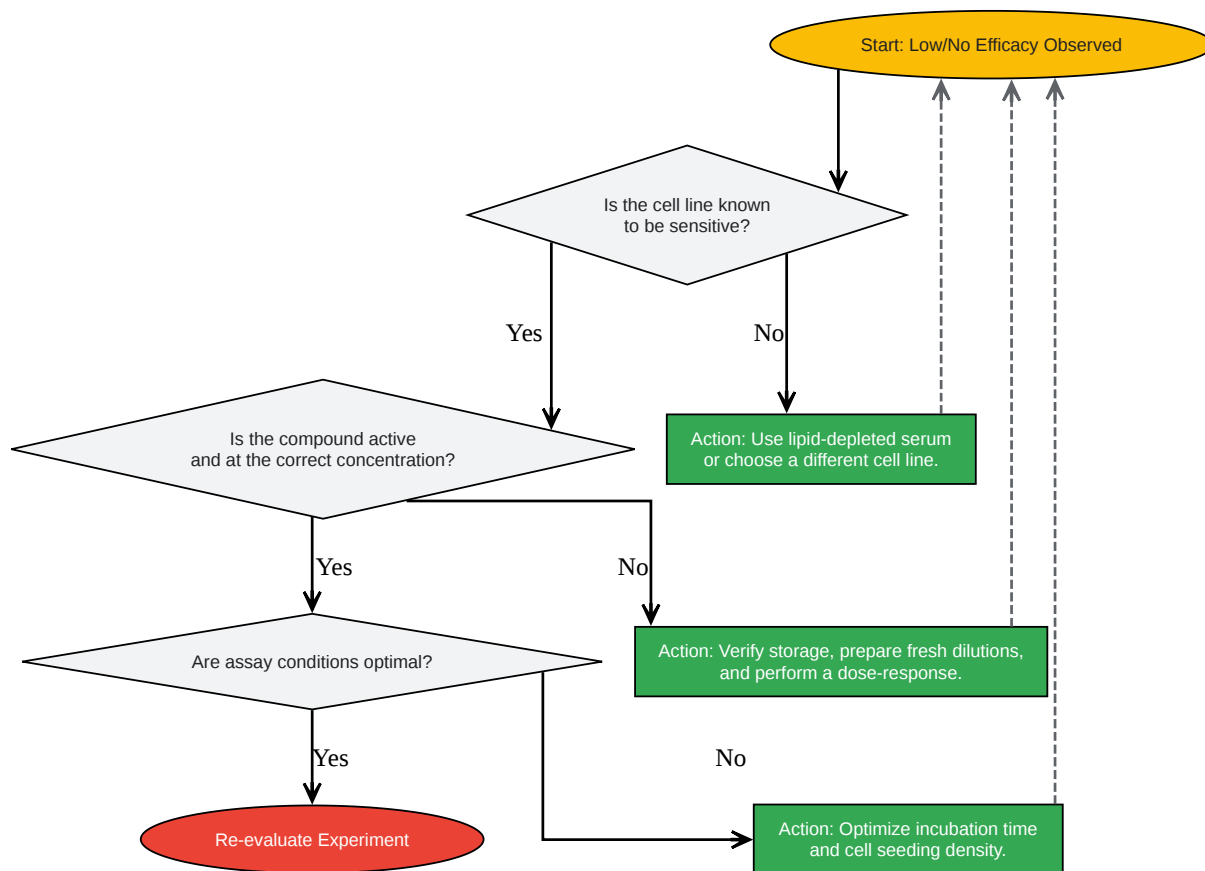 Start: Low/No Efficacy Observed
Is the cell line known
to be sensitive?
Yes
No
Is the compound active
and at the correct concentration?
Action: Use lipid-depleted serum
or choose a different cell line.
Yes
No
Are assay conditions optimal?
Action: Verify storage, prepare fresh dilutions,
and perform a dose-response.
Yes
No
Re-evaluate Experiment
Action: Optimize incubation time
and cell seeding density.